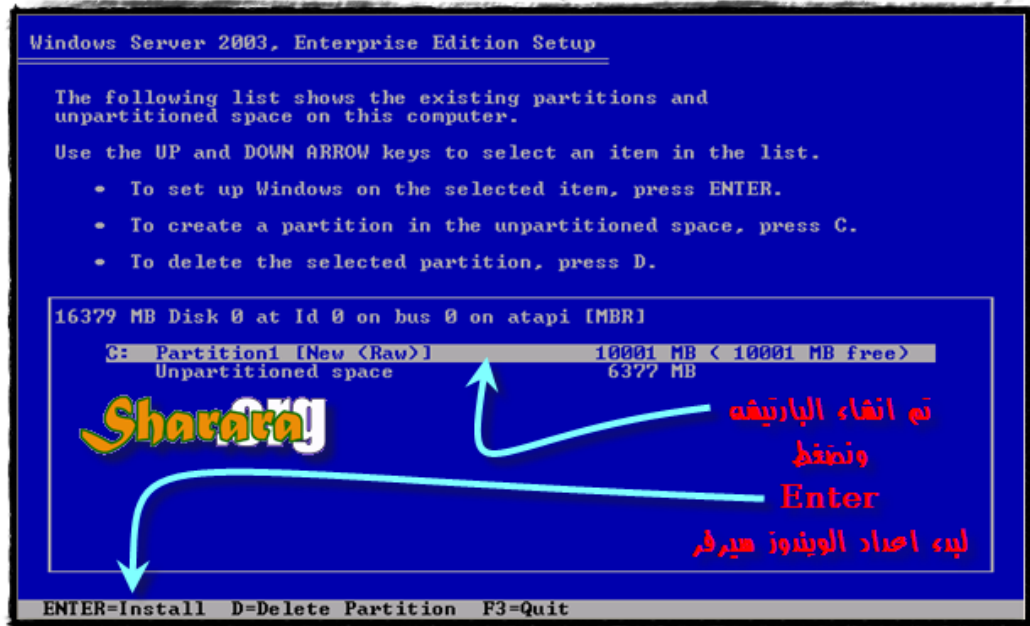 Windows Server 2003, Enterprise Edition Setup
The following list shows the existing partitions and
unpartitioned space on this computer.
Use the UP and DOWN ARROW keys to select an item in the list.
• To set up Windows on the selected item, press ENTER.
• To create a partition in the unpartitioned space, press C.
• To delete the selected partition, press D.
16379 MB Disk 0 at Id 0 on bus 0 on atapi [MBR]
C: Partition1 [New (Raw)] 10001 MB ( 10001 MB free)
Unpartitioned space 6377 MB
Sharara.org
تم انشاء البارتيشه
ونضغط
Enter
لبدء اعداد الويندوز سيرفر
ENTER=Install D=Delete Partition F3=Quit